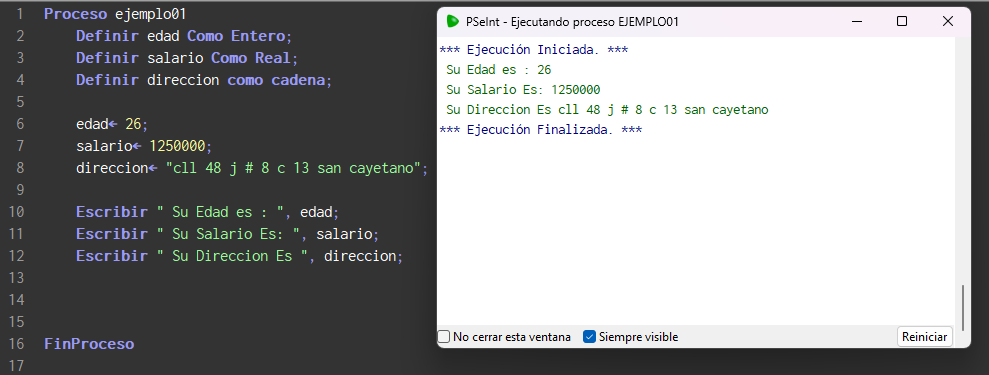 1 Proceso ejemplo01
2 Definir edad Como Entero;
3 Definir salario Como Real;
4 Definir direccion como cadena;
5
6 edad← 26;
7 salario← 1250000;
8 direccion← "cll 48 j # 8 c 13 san cayetano";
9
10 Escribir " Su Edad es : ", edad;
11 Escribir " Su Salario Es: ", salario;
12 Escribir " Su Direccion Es ", direccion;
13
14
15
16 FinProceso
17
PSeInt - Ejecutando proceso EJEMPLO01
*** Ejecución Iniciada. ***
Su Edad es : 26
Su Salario Es: 1250000
Su Direccion Es cll 48 j # 8 c 13 san cayetano
*** Ejecución Finalizada. ***
No cerrar esta ventana Siempre visible Reiniciar